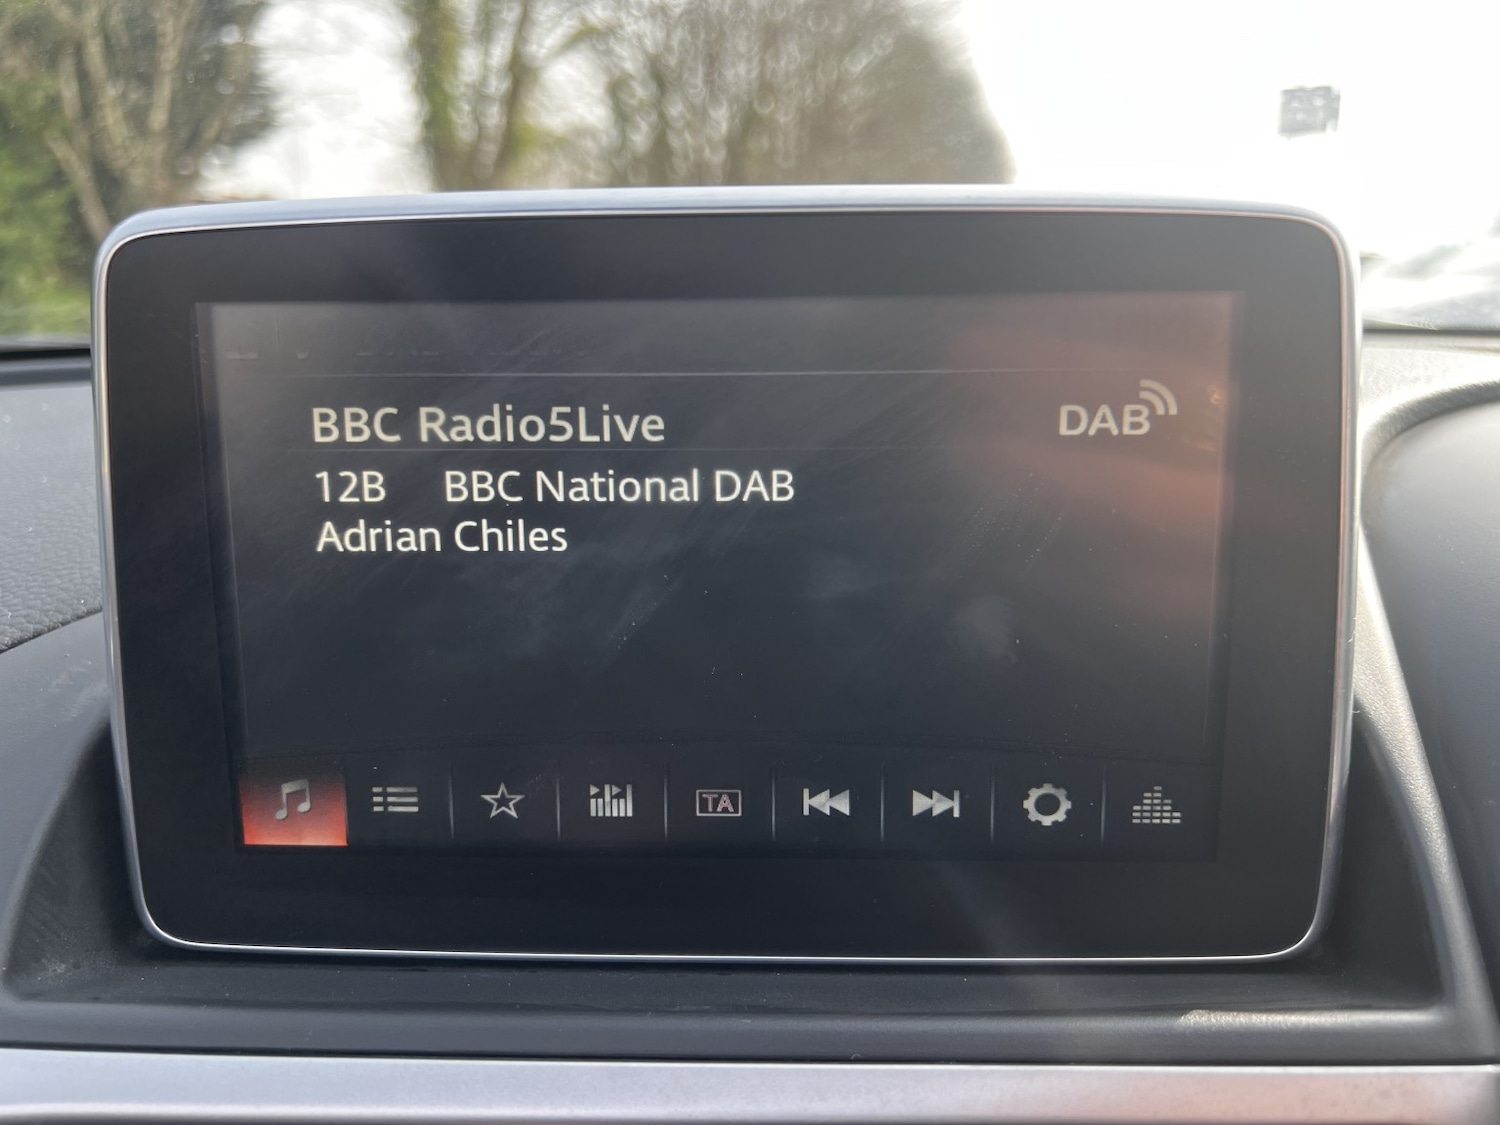 BBC Radio5Live
DAB
12B BBC National DAB
Adrian Chiles
TA